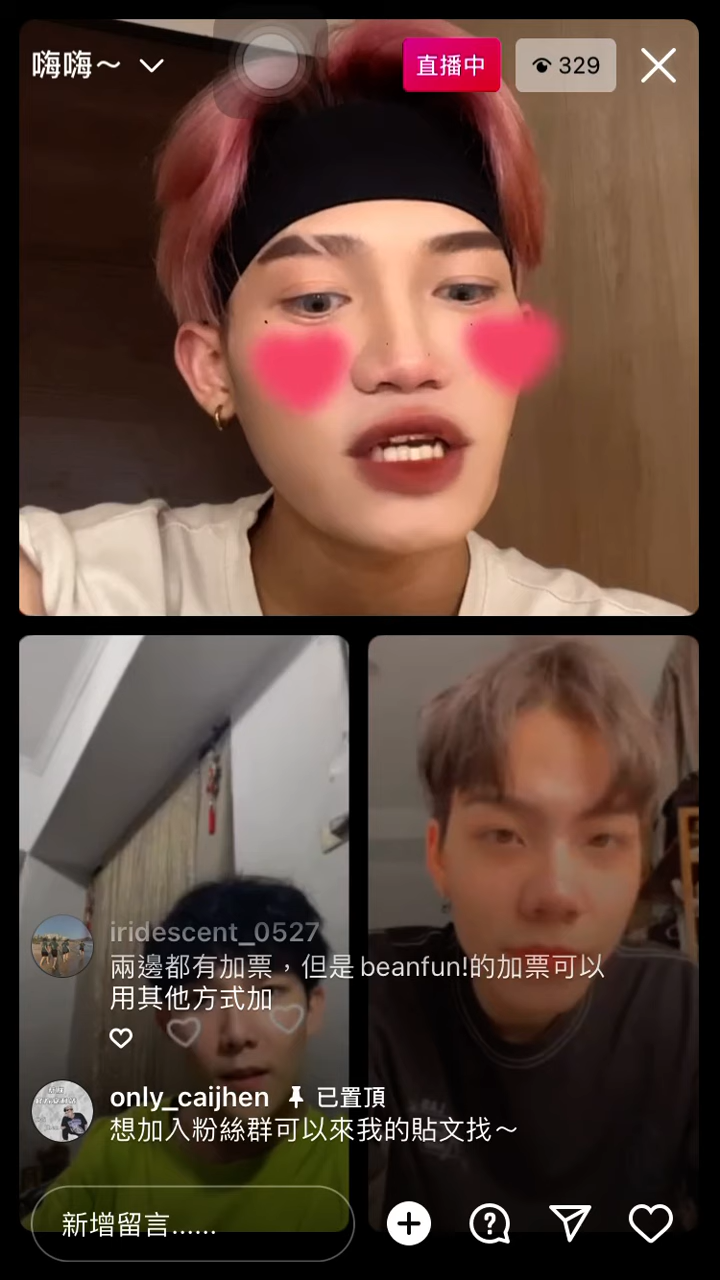 嗨嗨～
直播中
329
iridescent_0527
兩邊都有加票，但是 beanfun!的加票可以
用其他方式加
only_caijhen 已置頂
想加入粉絲群可以來我的貼文找～
新增留言......